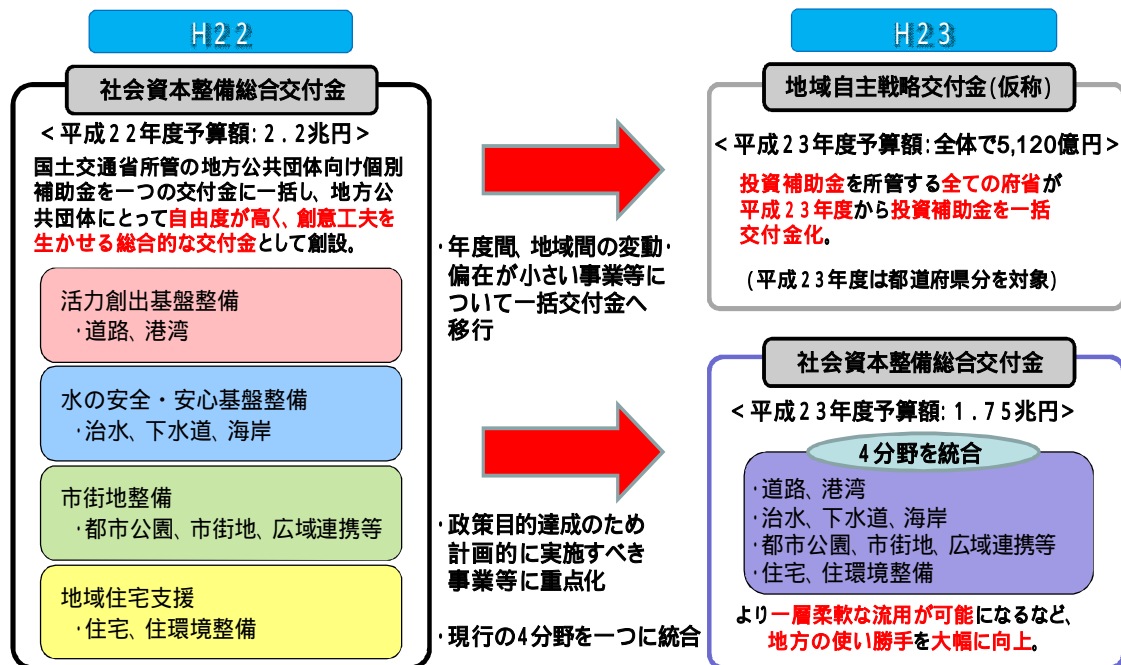 H22
社会資本整備総合交付金
<平成22年度予算額:2.2兆円>
国土交通省所管の地方公共団体向け個別
補助金を一つの交付金に一括し、地方公
共団体にとって自由度が高く、創意工夫を
生かせる総合的な交付金として創設。
活力創出基盤整備
・道路、港湾
水の安全・安心基盤整備
・治水、下水道、海岸
市街地整備
・都市公園、市街地、広域連携等
地域住宅支援
・住宅、住環境整備
・年度間、地域間の変動・
偏在が小さい事業等に
ついて一括交付金へ
移行
・政策目的達成のため
計画的に実施すべき
事業等に重点化
・現行の4分野を一つに統合
H23
地域自主戦略交付金(仮称)
<平成23年度予算額:全体で5,120億円>
投資補助金を所管する全ての府省が
平成23年度から投資補助金を一括
交付金化。
(平成23年度は都道府県分を対象)
社会資本整備総合交付金
<平成23年度予算額:1.75兆円>
4分野を統合
・道路、港湾
・治水、下水道、海岸
・都市公園、市街地、広域連携等
・住宅、住環境整備
より一層柔軟な流用が可能になるなど、
地方の使い勝手を大幅に向上。